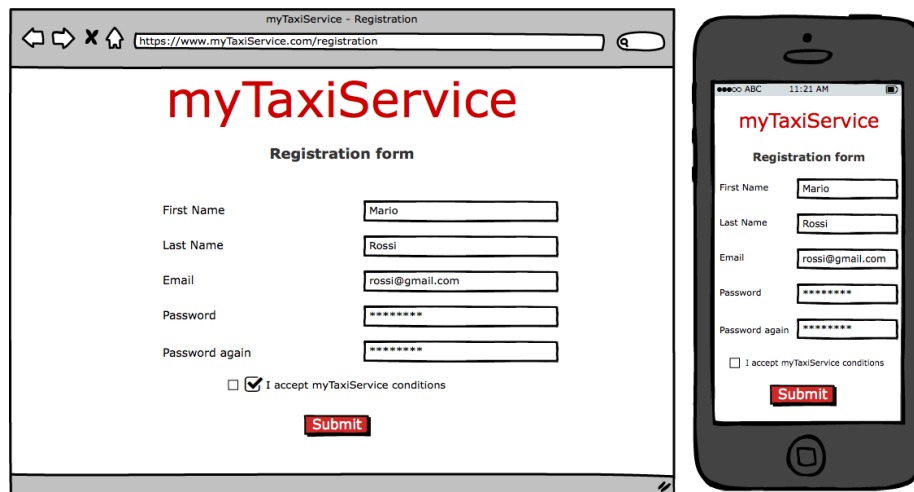 myTaxiService - Registration
https://www.myTaxiService.com/registration
myTaxiService
Registration form
First Name Mario
Last Name Rossi
Email rossi@gmail.com
Password ********
Password again ********
I accept myTaxiService conditions
Submit
ABC 11:21 AM
myTaxiService
Registration form
First Name Mario
Last Name Rossi
Email rossi@gmail.com
Password ********
Password again ********
I accept myTaxiService conditions
Submit